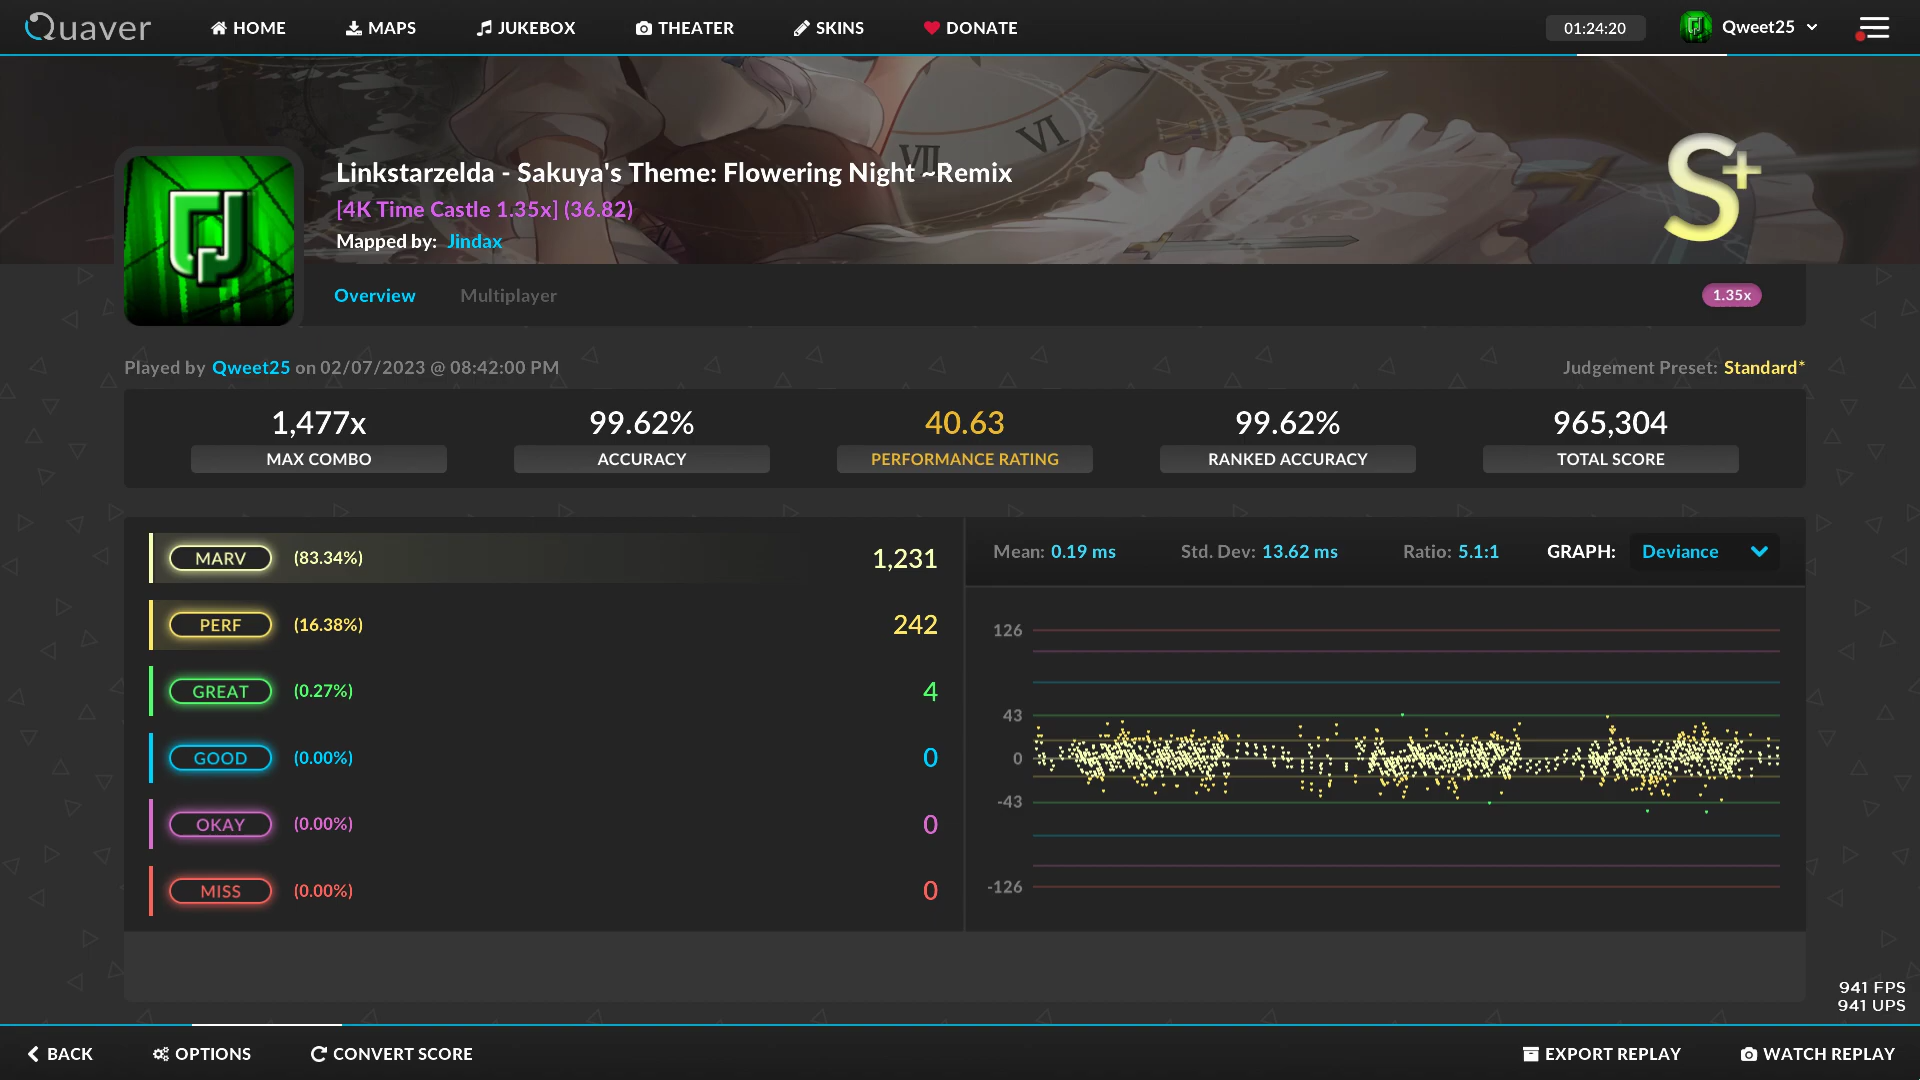 Quaver
HOME
MAPS
JUKEBOX
THEATER
SKINS
DONATE
01:24:20
Qweet25
VII
VI
Linkstarzelda - Sakuya's Theme: Flowering Night ~Remix
[4K Time Castle 1.35x] (36.82)
Mapped by: Jindax
S+
Overview
Multiplayer
1.35x
Played by Qweet25 on 02/07/2023 @ 08:42:00 PM
Judgement Preset: Standard*
1,477x
MAX COMBO
99.62%
ACCURACY
40.63
PERFORMANCE RATING
99.62%
RANKED ACCURACY
965,304
TOTAL SCORE
MARV (83.34%) 1,231
PERF (16.38%) 242
GREAT (0.27%) 4
GOOD (0.00%) 0
OKAY (0.00%) 0
MISS (0.00%) 0
Mean: 0.19 ms
Std. Dev: 13.62 ms
Ratio: 5.1:1
GRAPH: Deviance
126
43
0
-43
-126
941 FPS
941 UPS
BACK
OPTIONS
CONVERT SCORE
EXPORT REPLAY
WATCH REPLAY